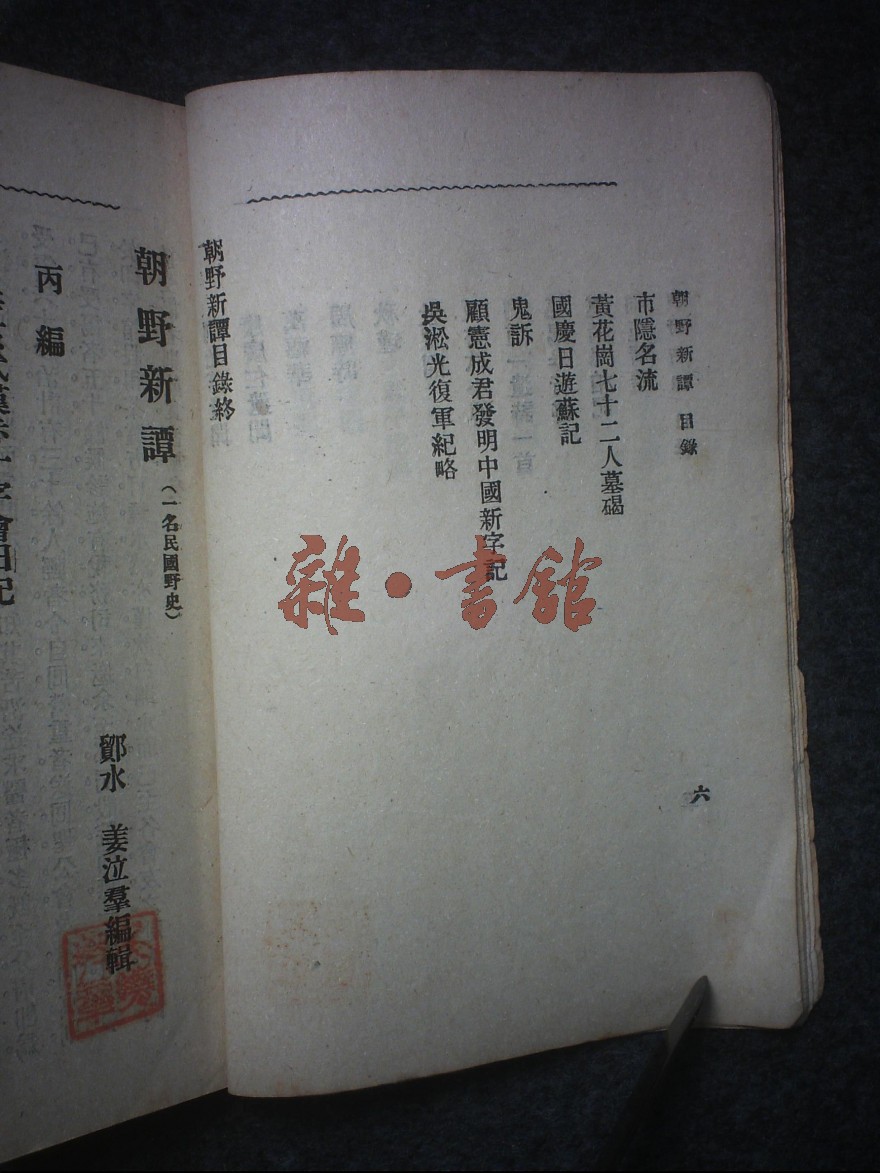 朝野新譚 目錄
六
市隱名流
黃花崗七十二人墓碣
國慶日遊蘇記
鬼訴
顧憲成君發明中國新字記
吳淞光復軍紀略
朝野新譚目錄終
雜·書館
朝野新譚
（一名民國野史）
鄮水 姜泣羣編輯
丙編